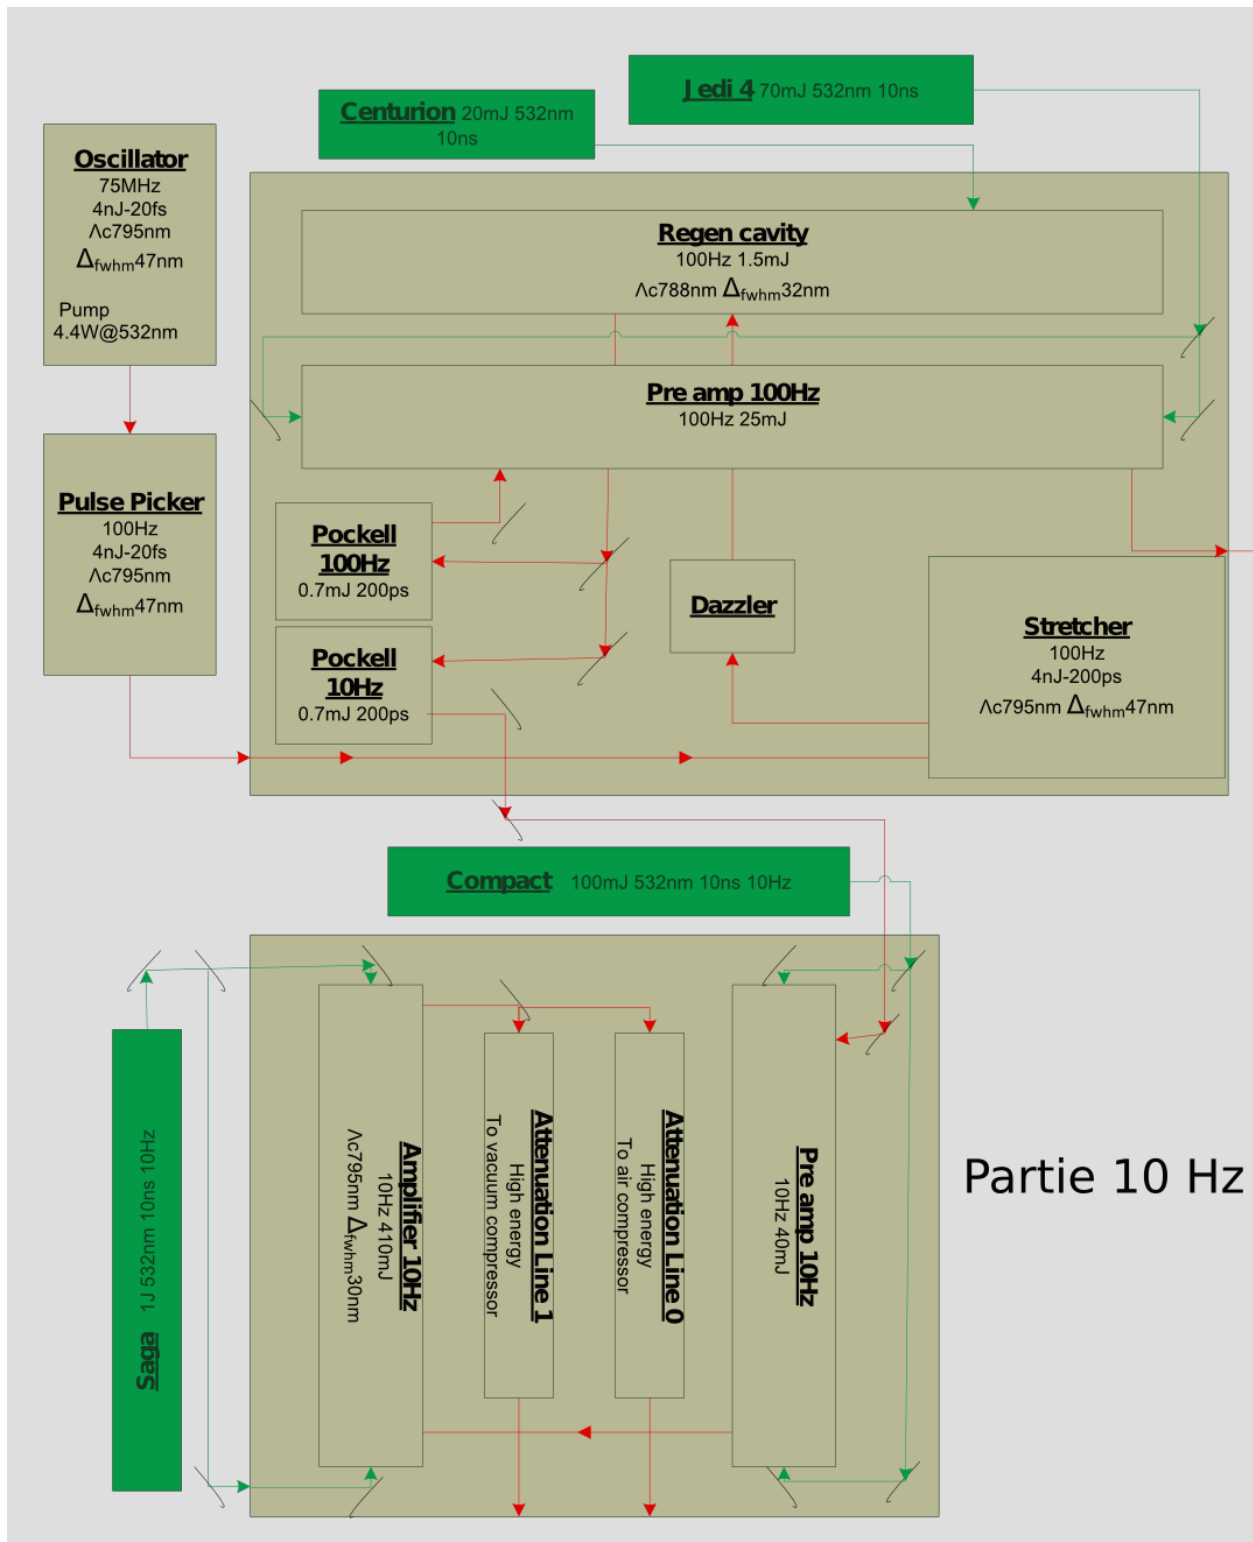 Jedi 4 70mJ 532nm 10ns
Centurion 20mJ 532nm
10ns
Oscillator
75MHz
4nJ-20fs
Λc795nm
Δfwhm47nm
Pump
4.4W@532nm
Regen cavity
100Hz 1.5mJ
Λc788nm Δfwhm32nm
Pre amp 100Hz
100Hz 25mJ
Pulse Picker
100Hz
4nJ-20fs
Λc795nm
Δfwhm47nm
Pockell
100Hz
0.7mJ 200ps
Dazzler
Stretcher
100Hz
4nJ-200ps
Λc795nm Δfwhm47nm
Pockell
10Hz
0.7mJ 200ps
Compact 100mJ 532nm 10ns 10Hz
Saga 1J 532nm 10ns 10Hz
Amplifier 10Hz
10Hz 410mJ
Λc795nm Δfwhm30nm
Attenuation Line 1
High energy
To vacuum compressor
Attenuation Line 0
High energy
To air compressor
Pre amp 10Hz
10Hz 40mJ
Partie 10 Hz